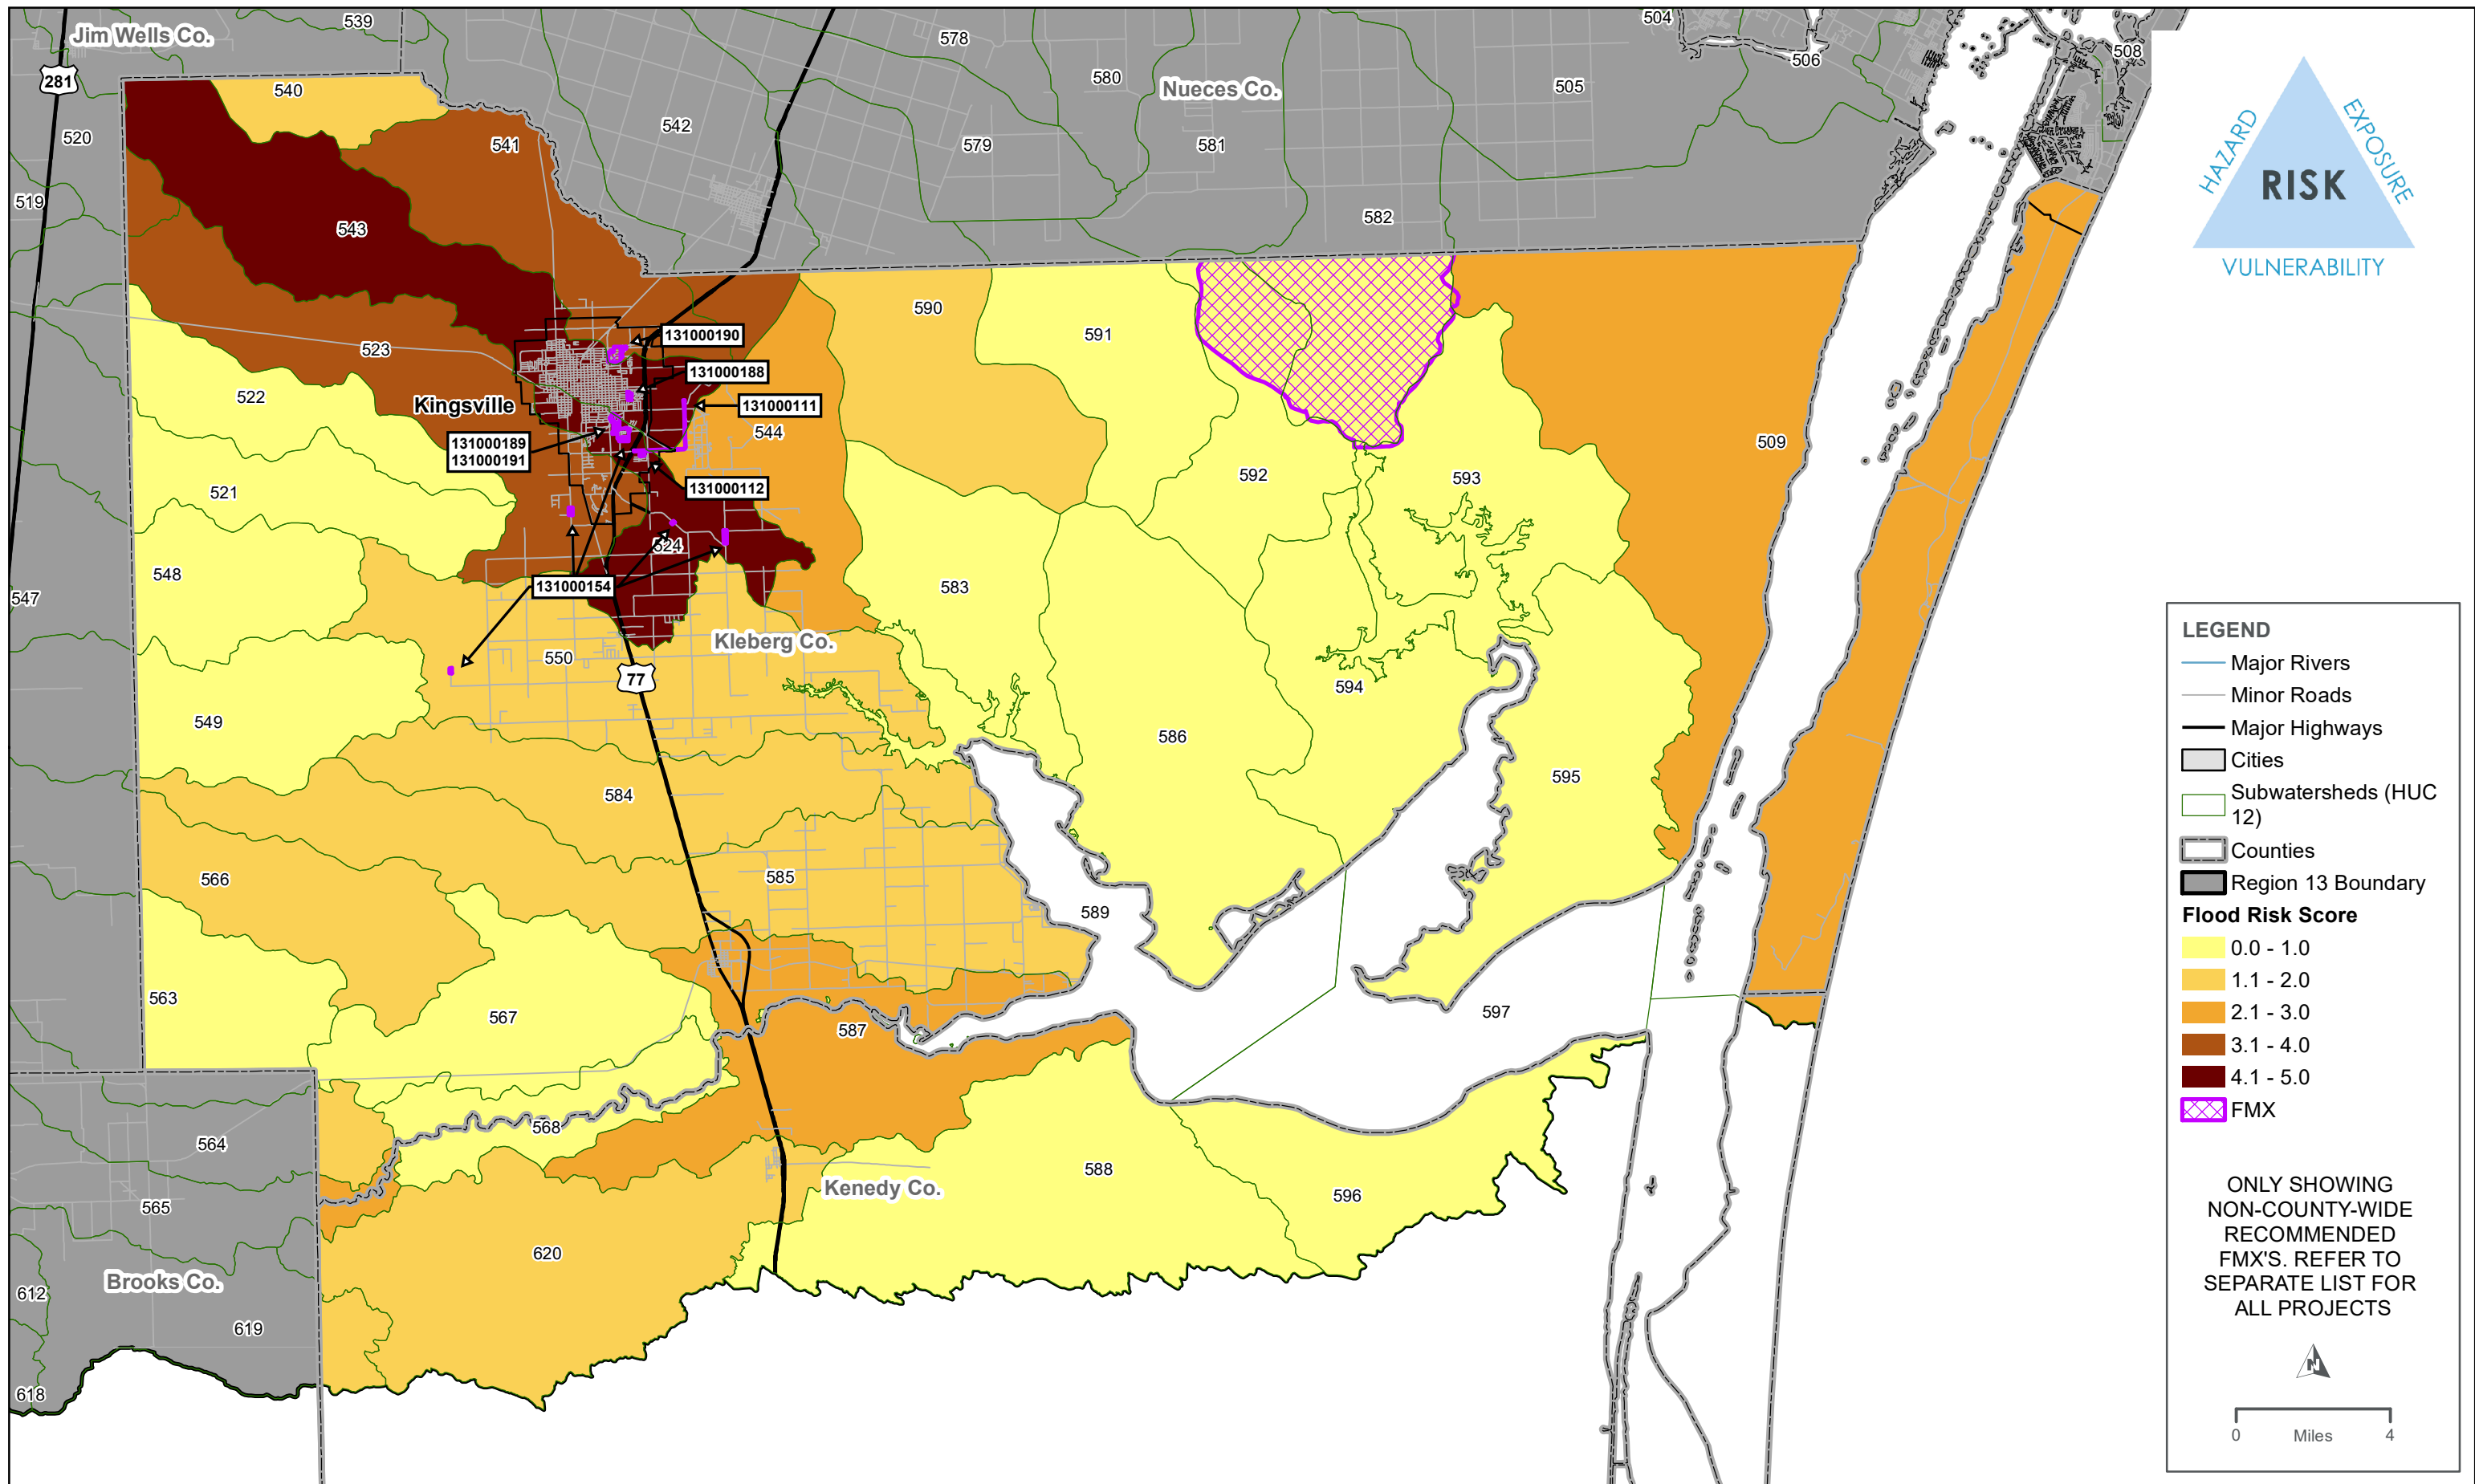 Jim Wells Co.
539
578
504
506
508
281
540
580
Nueces Co.
505
520
541
542
579
581
519
543
582
HAZARD
EXPOSURE
RISK
VULNERABILITY
590
591
523
131000190
131000188
522
Kingsville
131000111
544
509
131000189
131000191
131000112
592
593
521
524
548
131000154
583
547
Kleberg Co.
550
77
594
549
586
595
584
566
585
589
563
567
587
597
568
564
588
565
Kenedy Co.
596
620
Brooks Co.
612
619
618
LEGEND
Major Rivers
Minor Roads
Major Highways
Cities
Subwatersheds (HUC
12)
Counties
Region 13 Boundary
Flood Risk Score
0.0 - 1.0
1.1 - 2.0
2.1 - 3.0
3.1 - 4.0
4.1 - 5.0
FMX
ONLY SHOWING
NON-COUNTY-WIDE
RECOMMENDED
FMX'S. REFER TO
SEPARATE LIST FOR
ALL PROJECTS
N
0 Miles 4